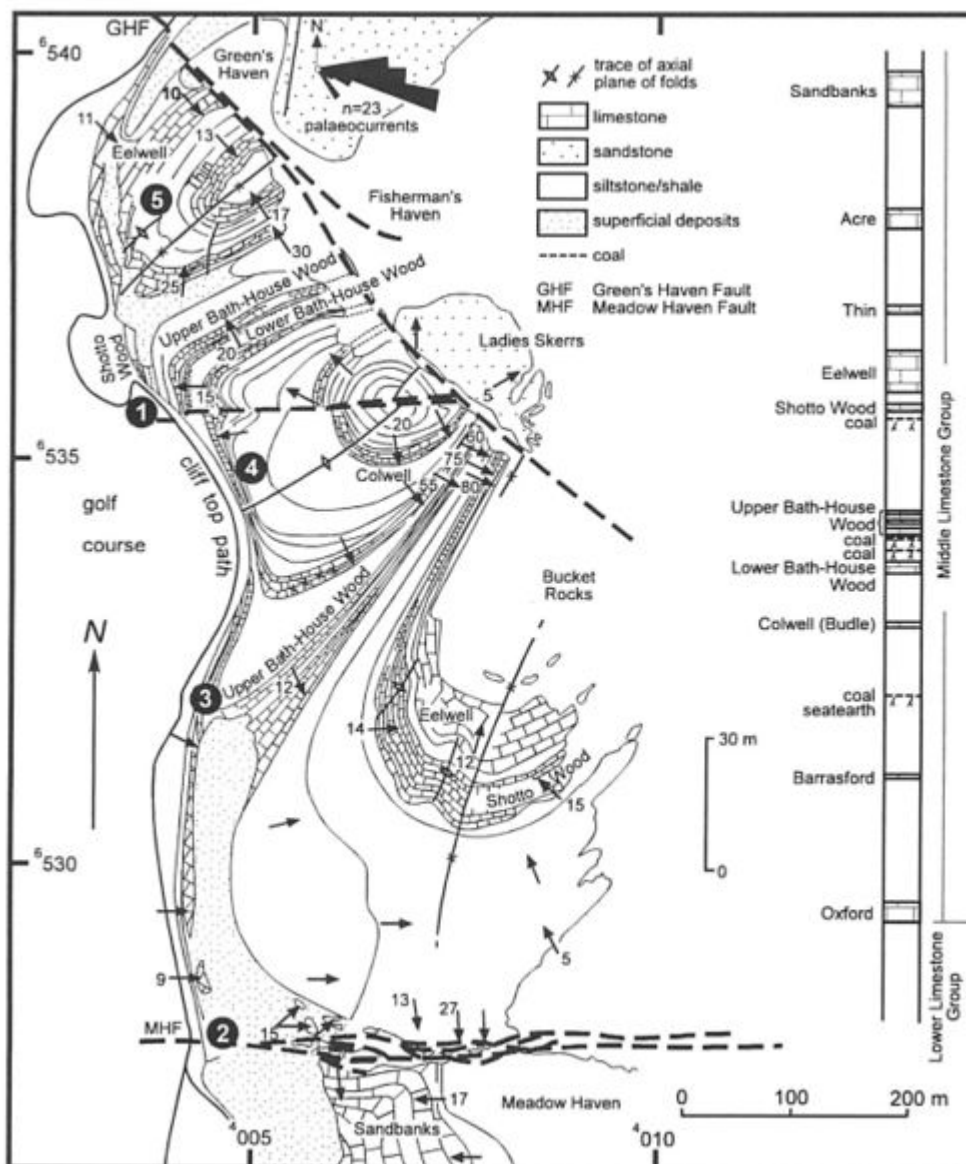 6540
GHF
Green's
Haven
N
n=23
palaeocurrents
10
11
13
Eelwell
5
17
30
25
Fisherman's
Haven
Upper Bath-House Wood
Lower Bath-House Wood
Shotto
Wood
20
15
Ladies Skerrs
5
1
6535
4
20
Colwell
60
75
80
55
golf
course
cliff top path
Bucket
Rocks
N
Upper Bath-House Wood
12
3
14
Eelwell
12
Shotto Wood
15
6530
9
5
MHF
2
15
13
27
17
Sandbanks
Meadow Haven
4005
4010
trace of axial
plane of folds
limestone
sandstone
siltstone/shale
superficial deposits
coal
GHF Green's Haven Fault
MHF Meadow Haven Fault
30 m
0
0 100 200 m
Sandbanks
Acre
Thin
Eelwell
Shotto Wood
coal
Upper Bath-House
Wood
coal
coal
Lower Bath-House
Wood
Colwell (Budle)
coal
seatearth
Barrasford
Oxford
Middle Limestone Group
Lower Limestone
Group